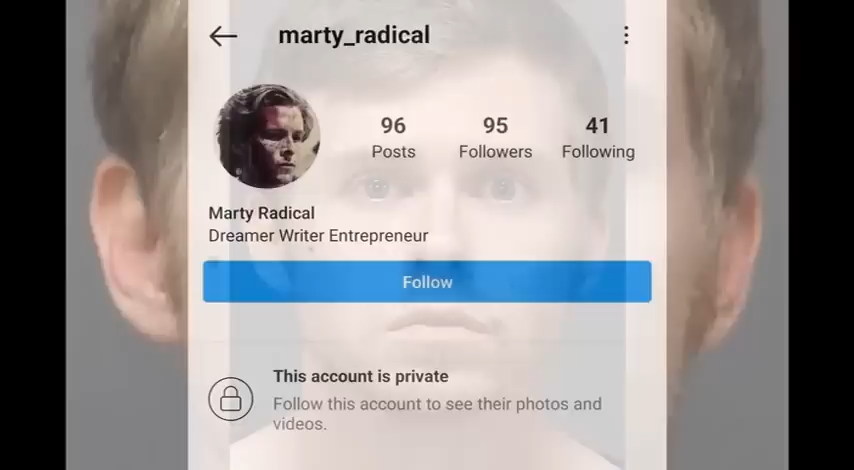 marty_radical
96 95 41
Posts Followers Following
Marty Radical
Dreamer Writer Entrepreneur
Follow
This account is private
Follow this account to see their photos and
videos.